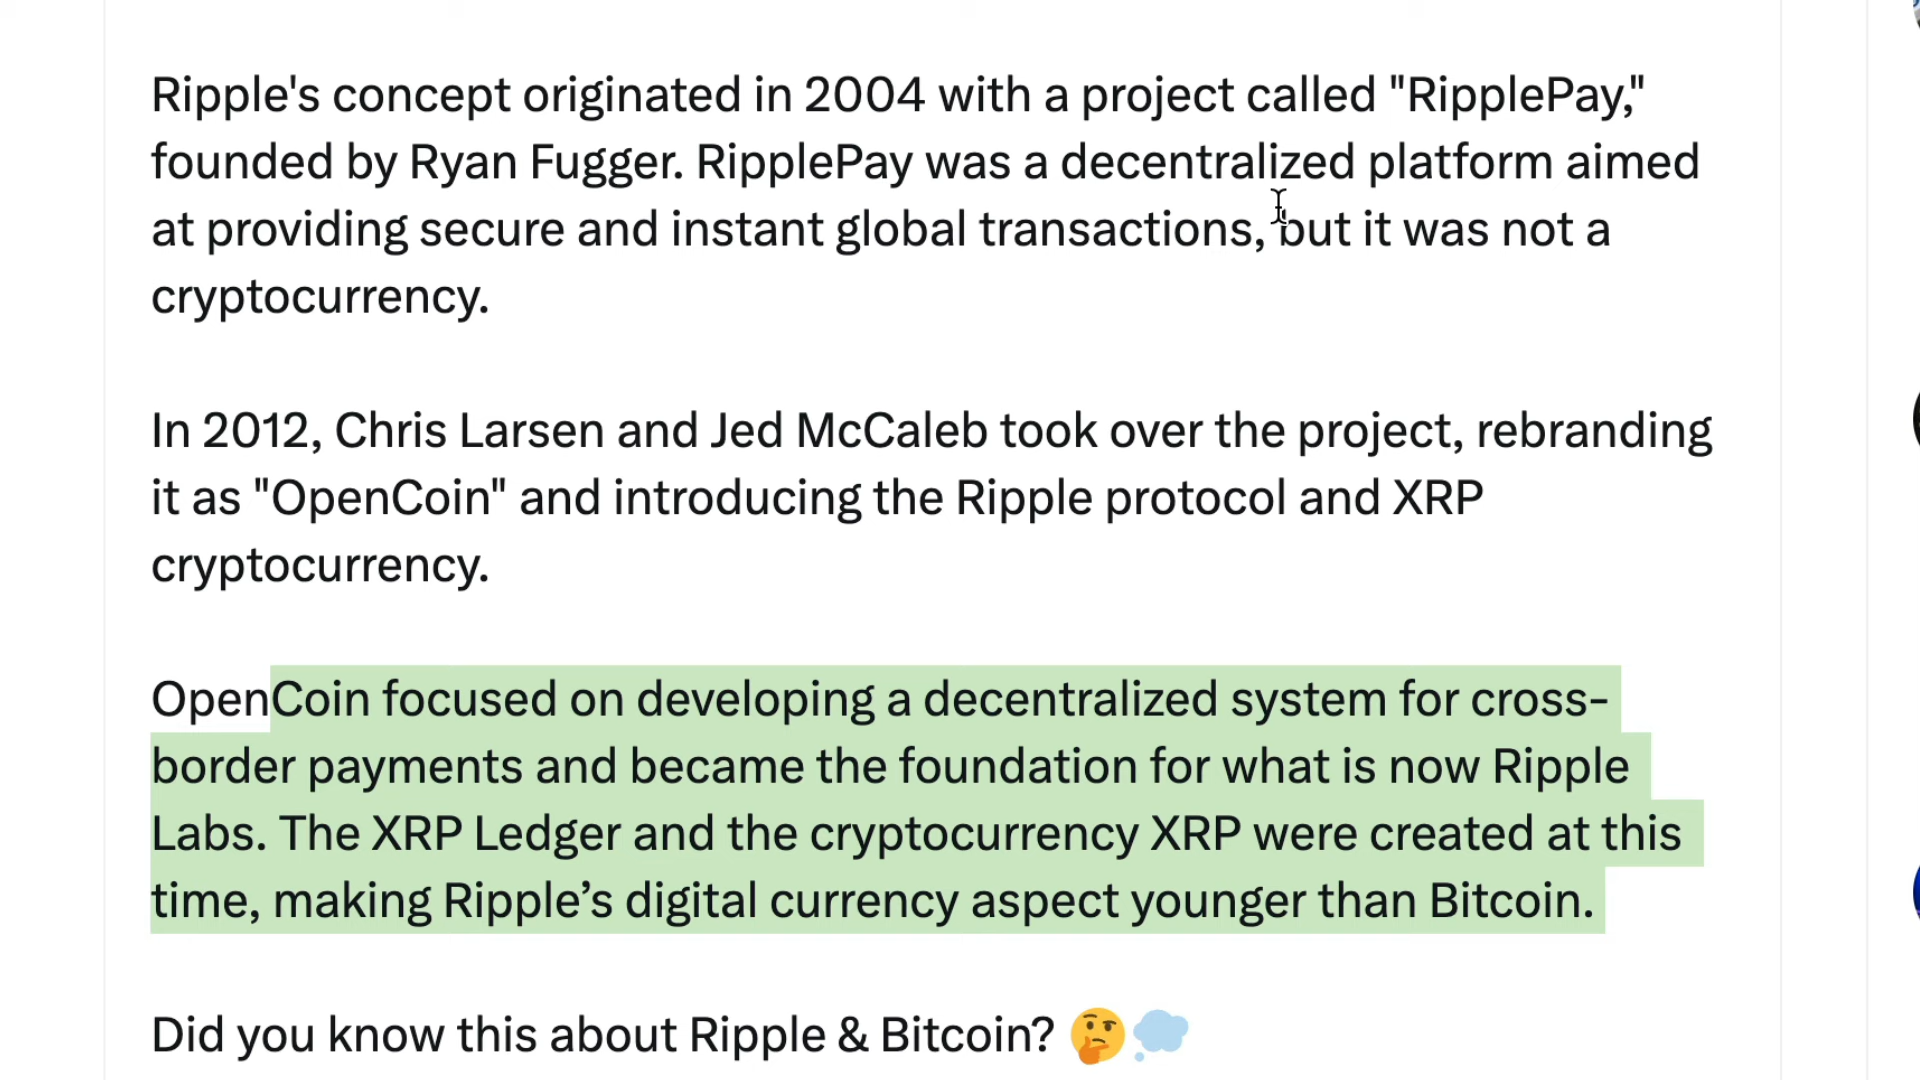 Ripple's concept originated in 2004 with a project called "RipplePay,"
founded by Ryan Fugger. RipplePay was a decentralized platform aimed
at providing secure and instant global transactions, but it was not a
cryptocurrency.
In 2012, Chris Larsen and Jed McCaleb took over the project, rebranding
it as "OpenCoin" and introducing the Ripple protocol and XRP
cryptocurrency.
OpenCoin focused on developing a decentralized system for cross-
border payments and became the foundation for what is now Ripple
Labs. The XRP Ledger and the cryptocurrency XRP were created at this
time, making Ripple’s digital currency aspect younger than Bitcoin.
Did you know this about Ripple & Bitcoin? 🤔💭